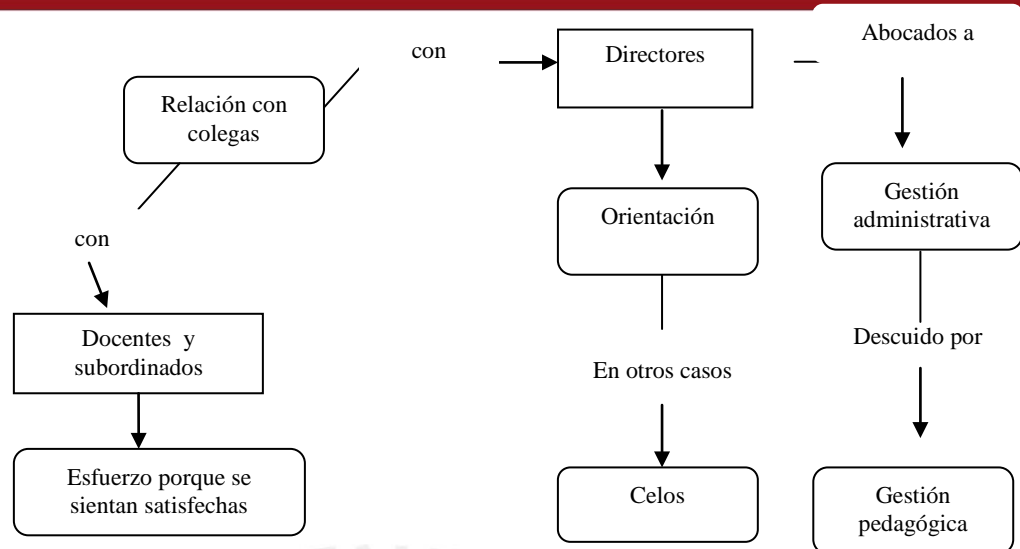 Abocados a
con
Directores
Relación con
colegas
Orientación
Gestión
administrativa
con
Docentes y
subordinados
Descuido por
En otros casos
Esfuerzo porque se
sientan satisfechas
Celos
Gestión
pedagógica